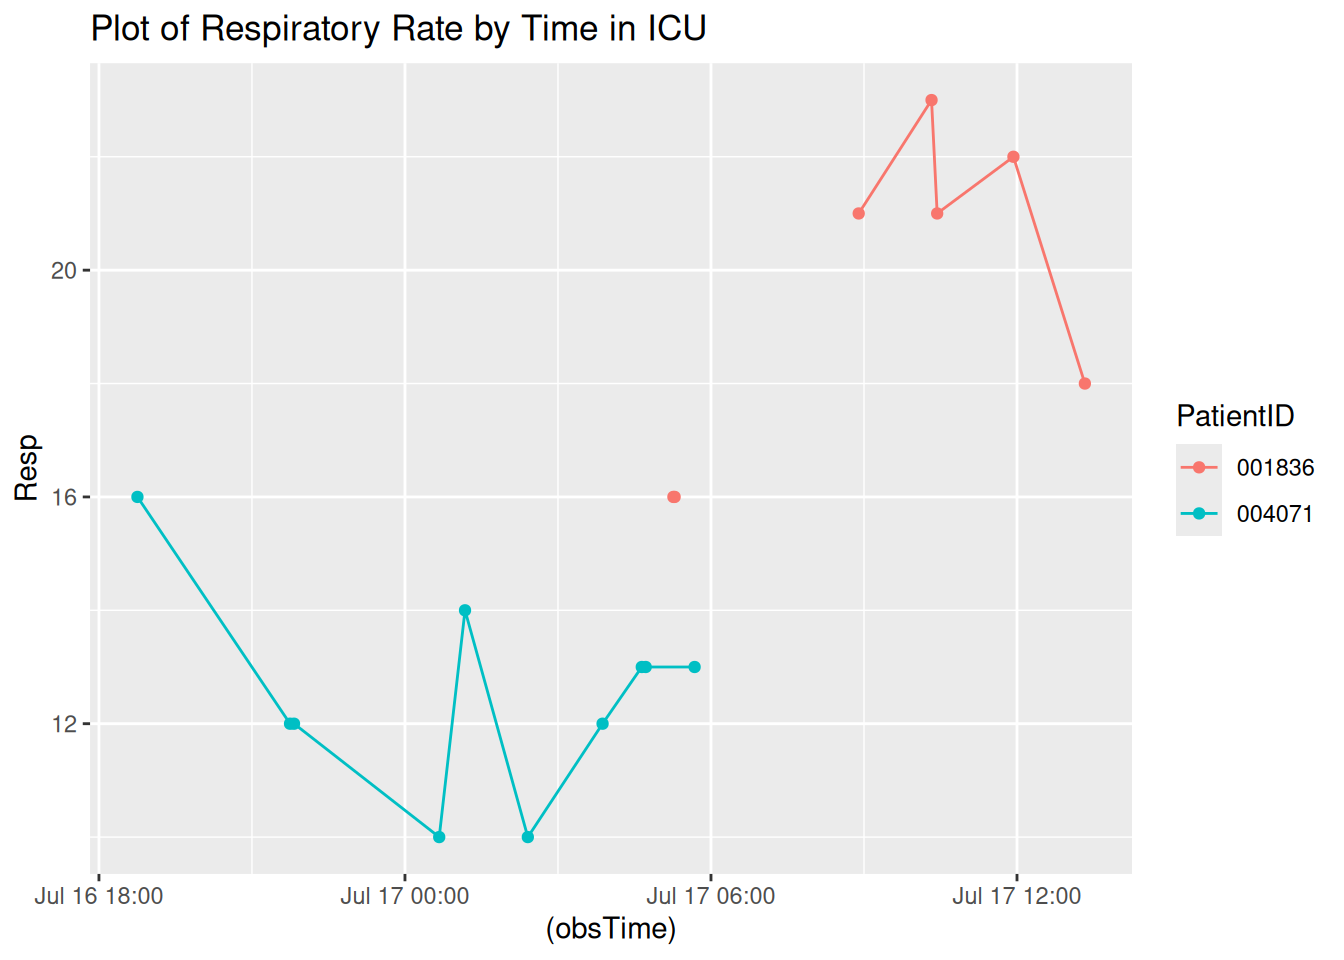 Plot of Respiratory Rate by Time in ICU
Resp
20
16
12
Jul 16 18:00
Jul 17 00:00
Jul 17 06:00
Jul 17 12:00
(obsTime)
PatientID
001836
004071